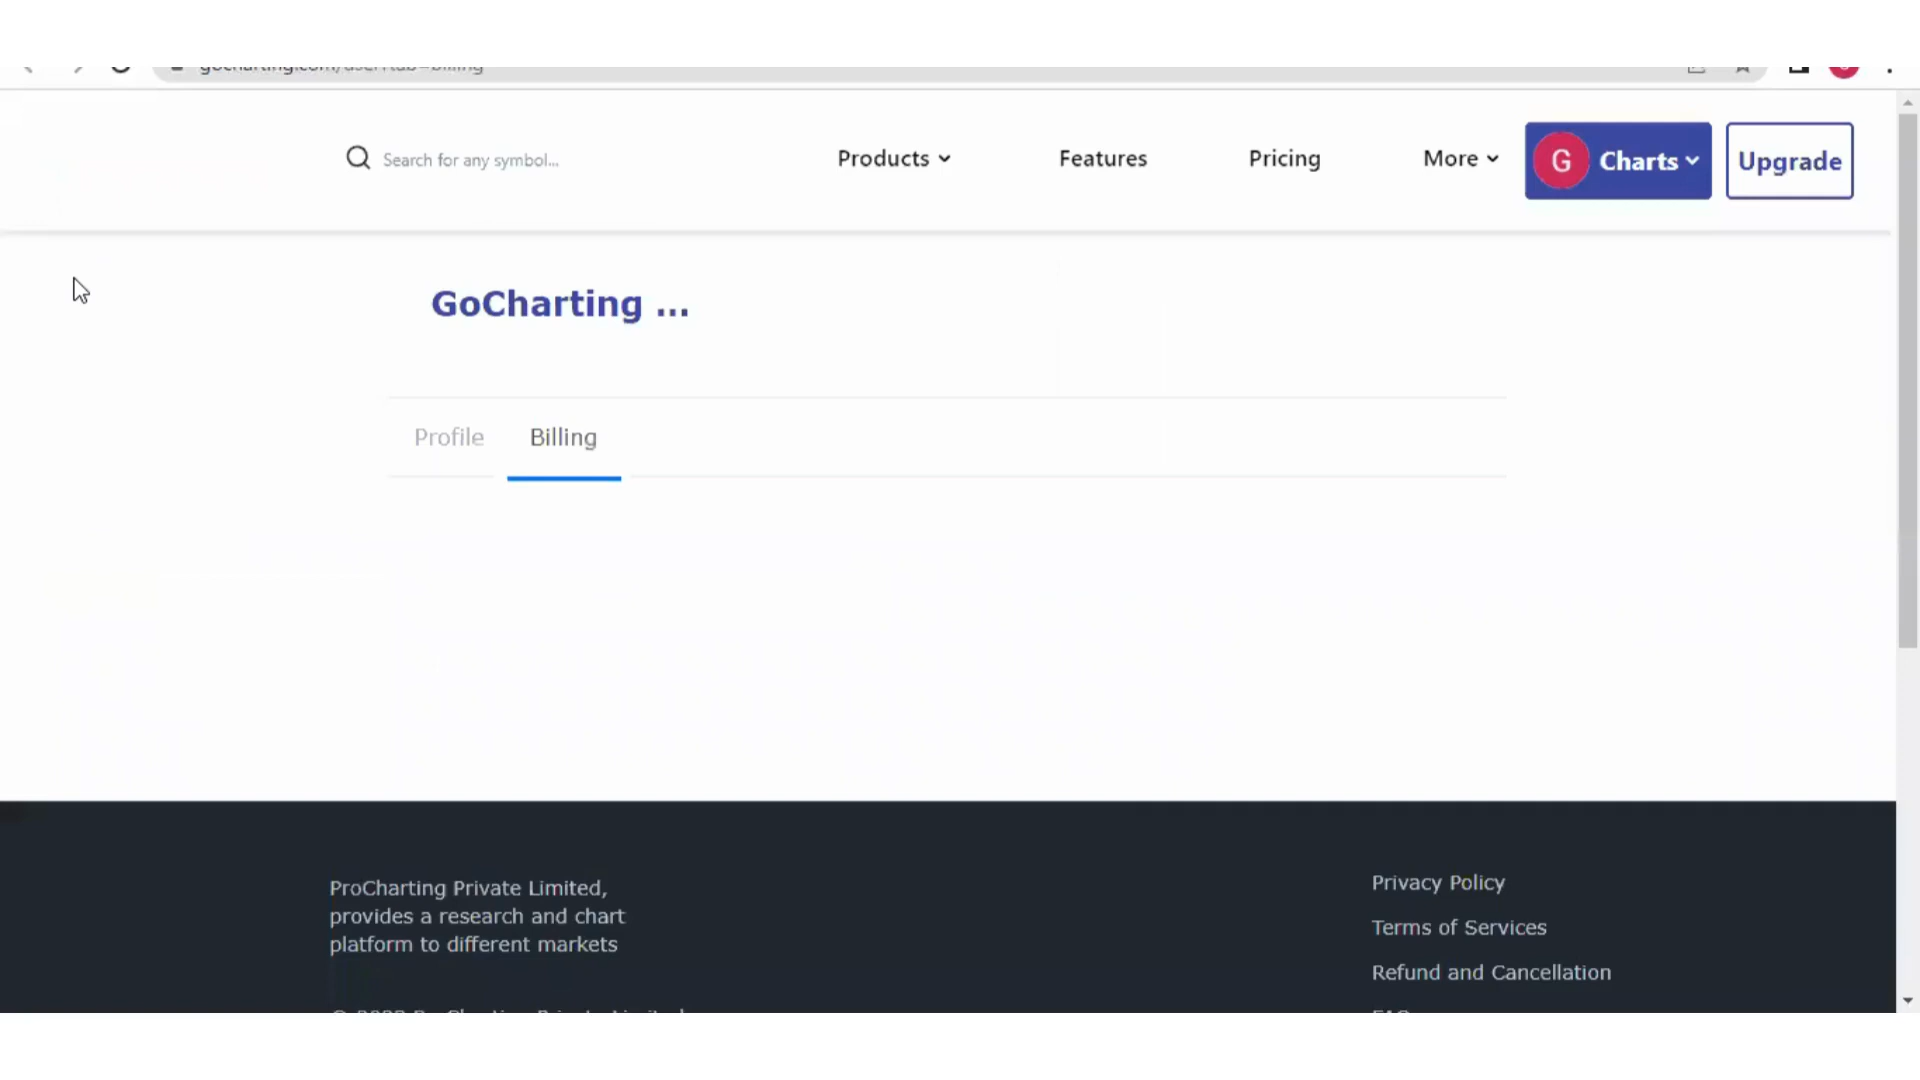 Search for any symbol...
Products
Features
Pricing
More
G
Charts
Upgrade
GoCharting ...
Profile
Billing
ProCharting Private Limited,
provides a research and chart
platform to different markets
Privacy Policy
Terms of Services
Refund and Cancellation